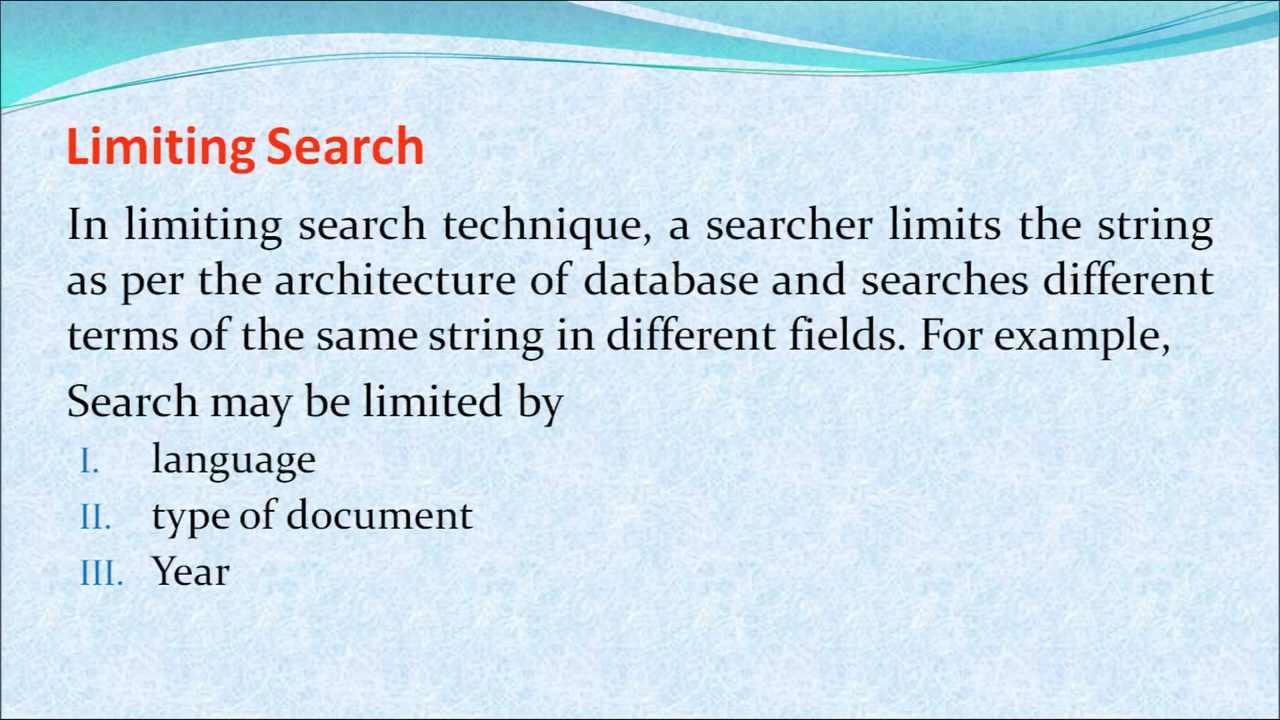 Limiting Search
In limiting search technique, a searcher limits the string
as per the architecture of database and searches different
terms of the same string in different fields. For example,
Search may be limited by
I. language
II. type of document
III. Year